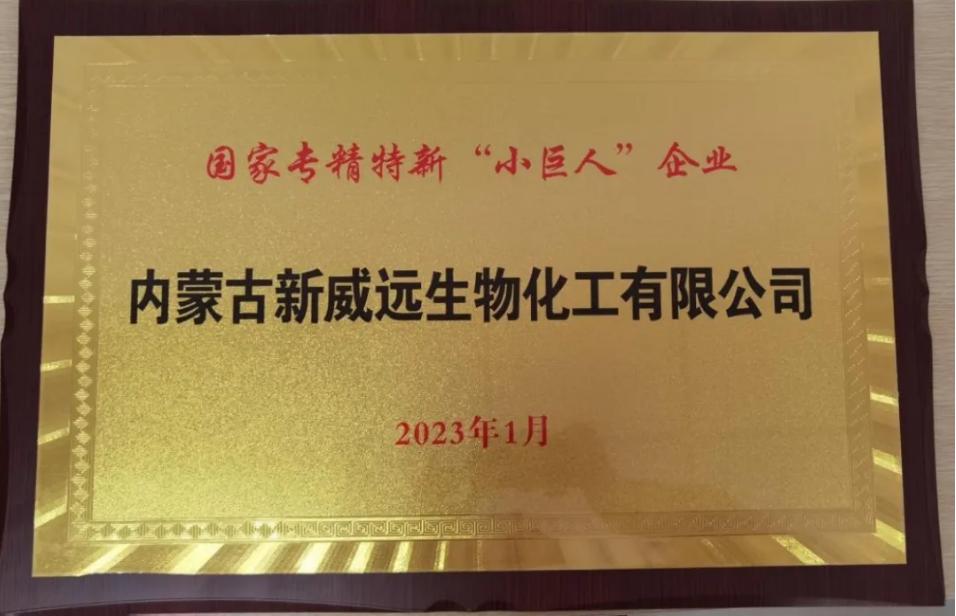 国家专精特新“小巨人”企业
内蒙古新威远生物化工有限公司
2023年1月